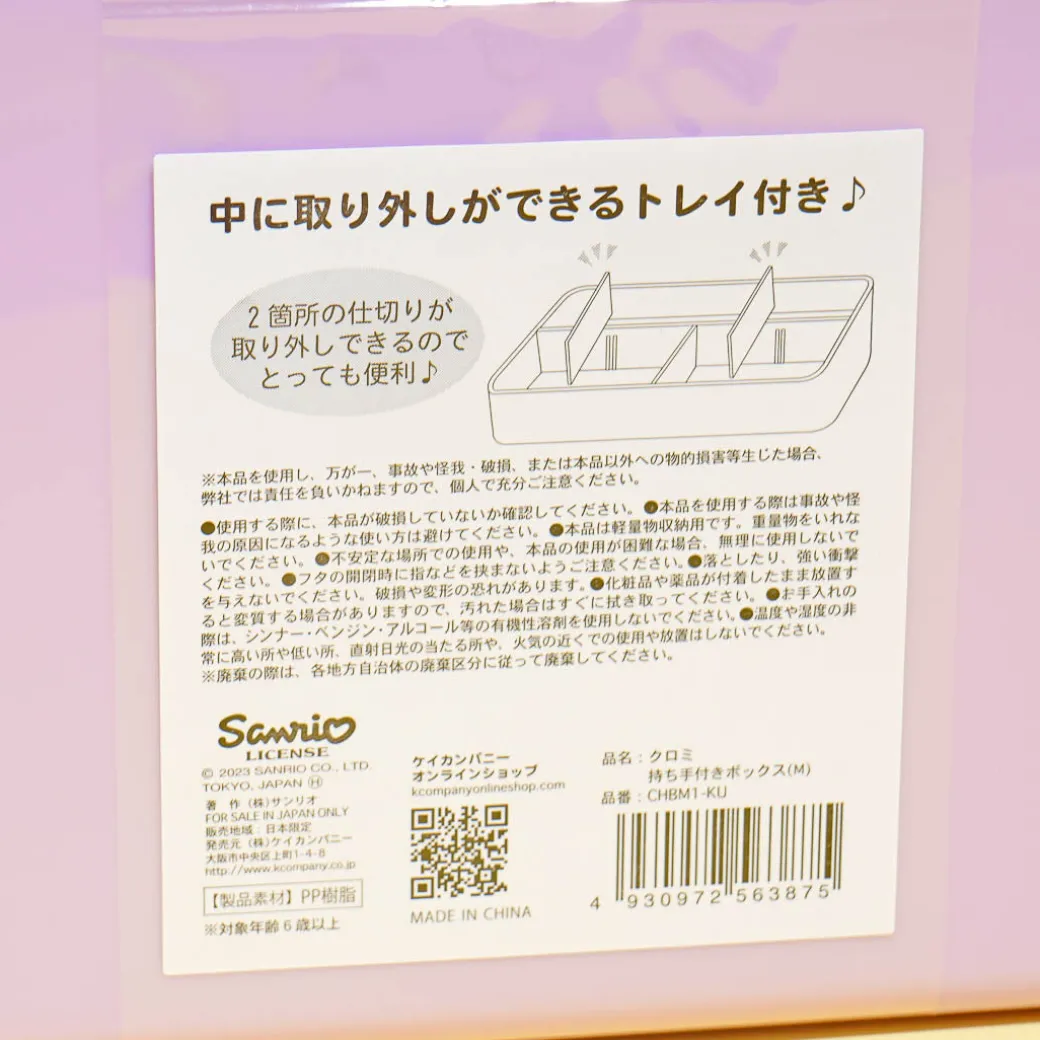 中に取り外しができるトレイ付き♪
2箇所の仕切りが
取り外しできるので
とっても便利♪
※本品を使用し、万が一、事故や怪我・破損、または本品以外への物的損害等生じた場合、
弊社では責任を負いかねますので、個人で充分ご注意ください。
●使用する際に、本品が破損していないか確認してください。●本品を使用する際は事故や怪
我の原因になるような使い方は避けてください。●本品は軽量物収納用です。重量物をいれな
いでください。●不安定な場所での使用や、本品の使用が困難な場合、無理に使用しないで
ください。●フタの開閉時に指などを挟まないようご注意ください。●落としたり、強い衝撃
を与えないでください。破損や変形の恐れがあります。●化粧品や薬品が付着したまま放置す
ると変質する場合がありますので、汚れた場合はすぐに拭き取ってください。●お手入れの
際は、シンナー・ベンジン・アルコール等の有機性溶剤を使用しないでください。●温度や湿度の非
常に高い所や低い所、直射日光の当たる所や、火気の近くでの使用や放置はしないでください。
※廃棄の際は、各地方自治体の廃棄区分に従って廃棄してください。
Sanrio
LICENSE
© 2023 SANRIO CO., LTD.
TOKYO, JAPAN Ⓗ
著 作 (株)サンリオ
FOR SALE IN JAPAN ONLY
販売地域:日本限定
発売元 (株)ケイカンパニー
大阪市中央区上町1-4-8
http://www.kcompany.co.jp
【製品素材】PP樹脂
※対象年齢6歳以上
ケイカンパニー
オンラインショップ
kcompanyonlineshop.com
MADE IN CHINA
品名:クロミ
持ち手付きボックス(M)
品番:CHBM1-KU
4 930972 563875